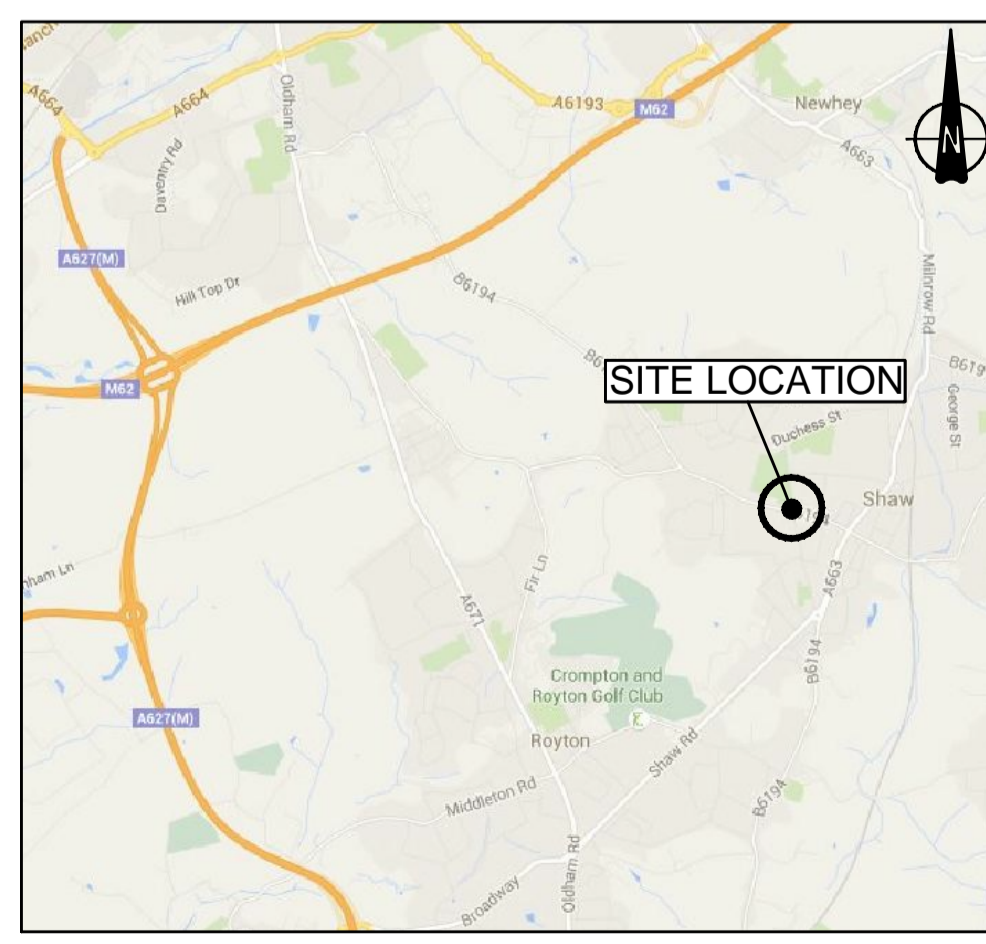 A664
A664
Oldham Rd
A6193
M62
Newhey
A663
Daventry Rd
A627(M)
Hill Top Dr
B6194
Milnrow Rd
M62
SITE LOCATION
George St
Duchess St
Shaw
Fir Ln
A671
A663
B6194
Crompton and
Royton Golf Club
A627(M)
Royton
Shaw Rd
Middleton Rd
B6194
Broadway
Oldham Rd
N